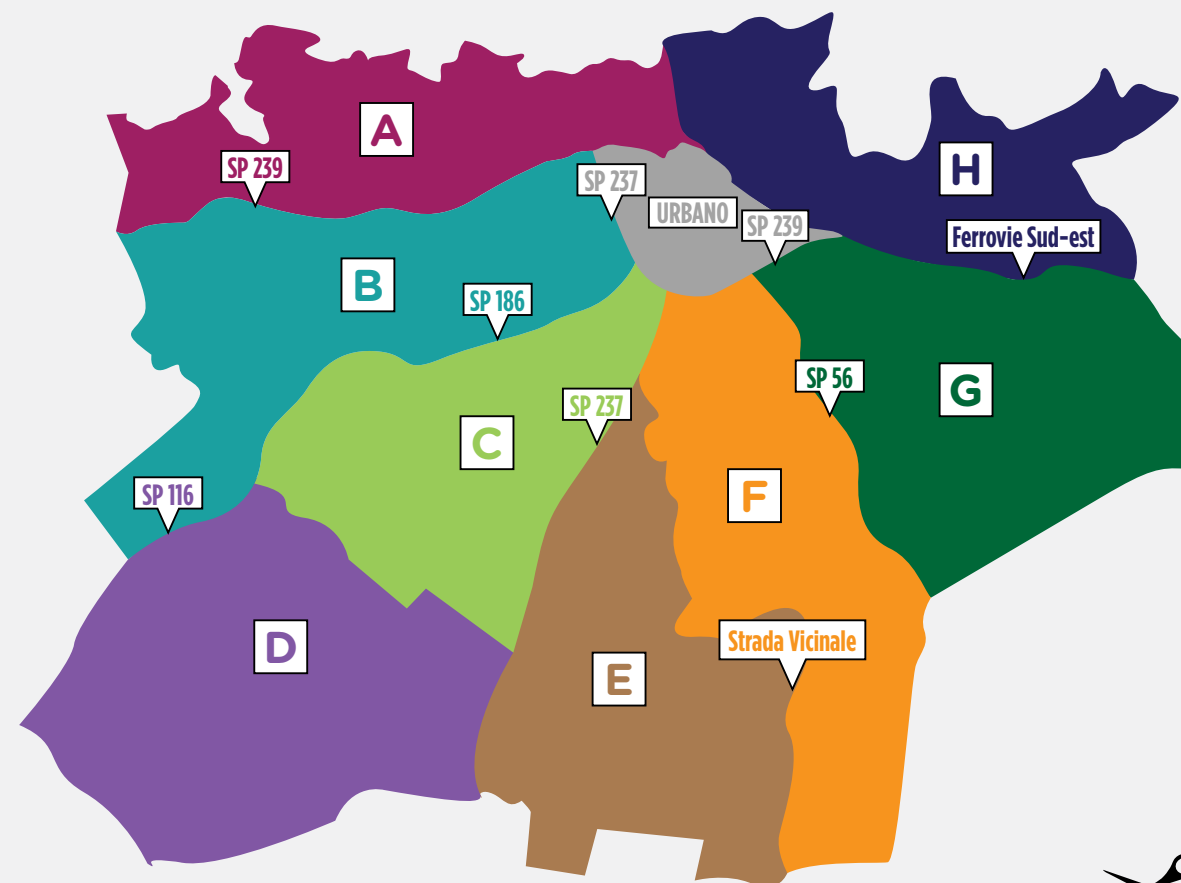 A
SP 239
SP 237
H
URBANO
SP 239
Ferrovie Sud-est
B
SP 186
SP 56
G
SP 237
C
SP 116
F
D
Strada Vicinale
E